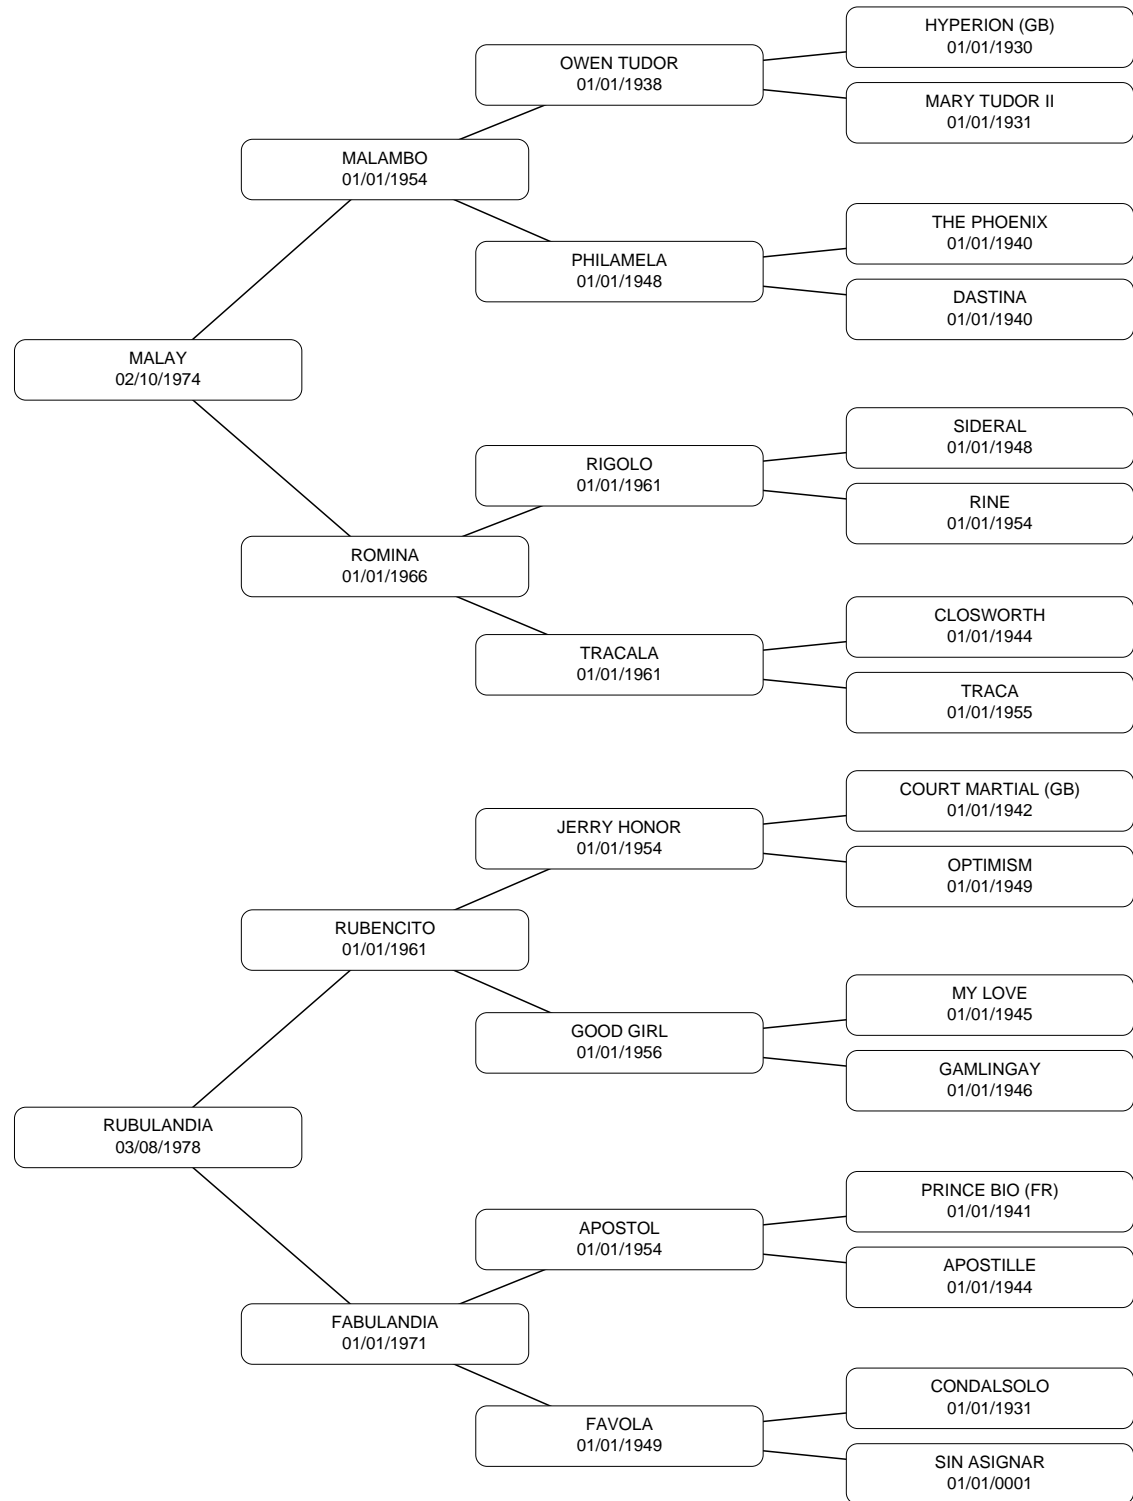 HYPERION (GB)
01/01/1930
OWEN TUDOR
01/01/1938
MARY TUDOR II
01/01/1931
MALAMBO
01/01/1954
THE PHOENIX
01/01/1940
PHILAMELA
01/01/1948
DASTINA
01/01/1940
MALAY
02/10/1974
SIDERAL
01/01/1948
RIGOLO
01/01/1961
RINE
01/01/1954
ROMINA
01/01/1966
CLOSWORTH
01/01/1944
TRACALA
01/01/1961
TRACA
01/01/1955
COURT MARTIAL (GB)
01/01/1942
JERRY HONOR
01/01/1954
OPTIMISM
01/01/1949
RUBENCITO
01/01/1961
MY LOVE
01/01/1945
GOOD GIRL
01/01/1956
GAMLINGAY
01/01/1946
RUBULANDIA
03/08/1978
PRINCE BIO (FR)
01/01/1941
APOSTOL
01/01/1954
APOSTILLE
01/01/1944
FABULANDIA
01/01/1971
CONDALSOLO
01/01/1931
FAVOLA
01/01/1949
SIN ASIGNAR
01/01/0001